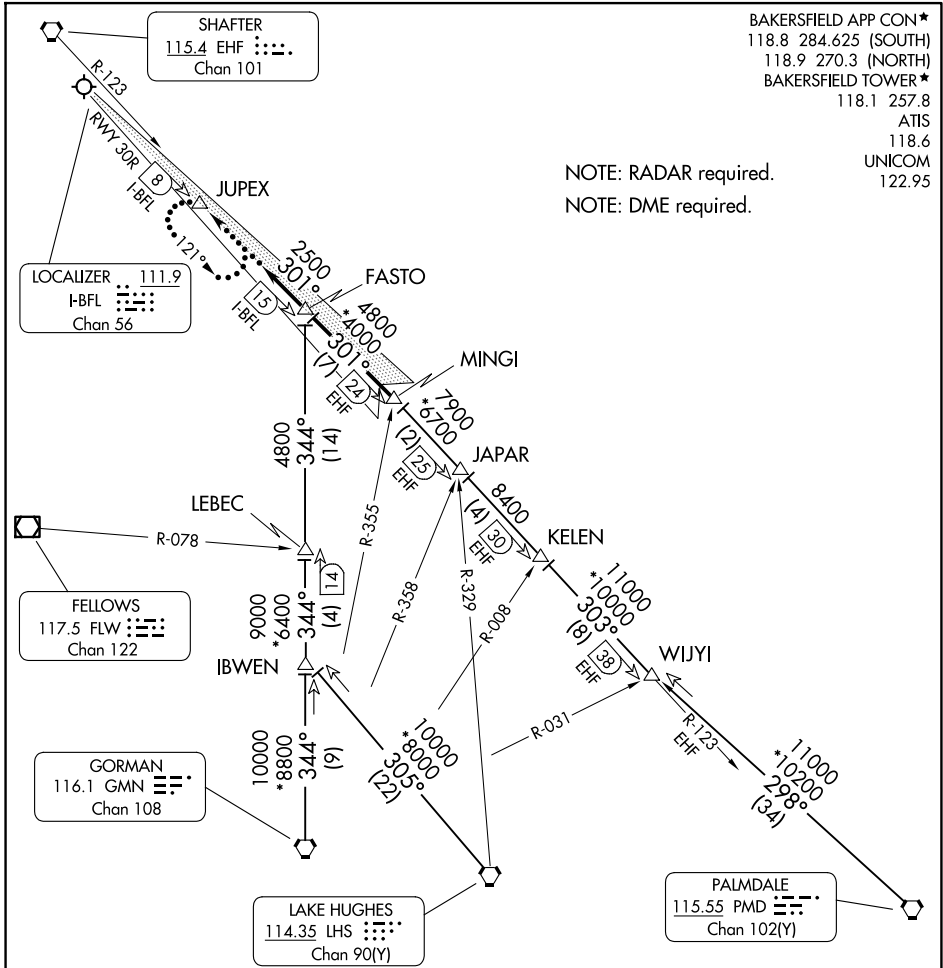 SHAFTER
115.4 EHF
Chan 101
BAKERSFIELD APP CON★
118.8 284.625 (SOUTH)
118.9 270.3 (NORTH)
BAKERSFIELD TOWER★
118.1 257.8
ATIS
118.6
UNICOM
122.95
NOTE: RADAR required.
NOTE: DME required.
R-123
RWY 30R
8
I-BFL
JUPEX
121°
LOCALIZER 111.9
I-BFL
Chan 56
2500
301°
15
I-BFL
FASTO
4800
*4000
301°
(7)
24
EHF
MINGI
7900
*6700
(2)
25
EHF
JAPAR
8400
(4)
30
EHF
KELEN
11000
*10000
303°
(8)
38
EHF
WIJYI
R-123
EHF
11000
*10200
298°
(34)
4800
344°
(14)
LEBEC
R-078
14
FELLOWS
117.5 FLW
Chan 122
9000
*6400
344°
(4)
IBWEN
R-355
R-358
R-329
R-008
R-031
10000
*8800
344°
(9)
10000
*8000
305°
(22)
GORMAN
116.1 GMN
Chan 108
LAKE HUGHES
114.35 LHS
Chan 90(Y)
PALMDALE
115.55 PMD
Chan 102(Y)